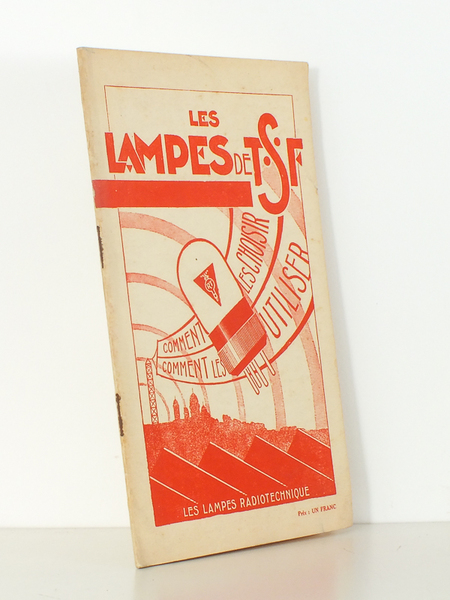 LES
LAMPES DE T.S.F
COMMENT LES CHOISIR
COMMENT LES UTILISER
LES LAMPES RADIOTECHNIQUE
Prix : UN FRANC